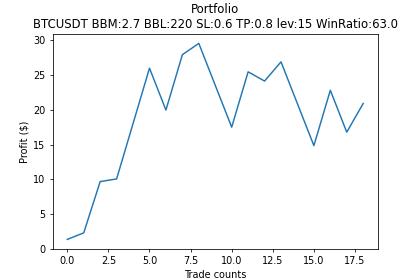 Portfolio
BTCUSDT BBM:2.7 BBL:220 SL:0.6 TP:0.8 lev:15 WinRatio:63.0
30
25
20
15
10
5
0
Profit ($)
0.0 2.5 5.0 7.5 10.0 12.5 15.0 17.5
Trade counts